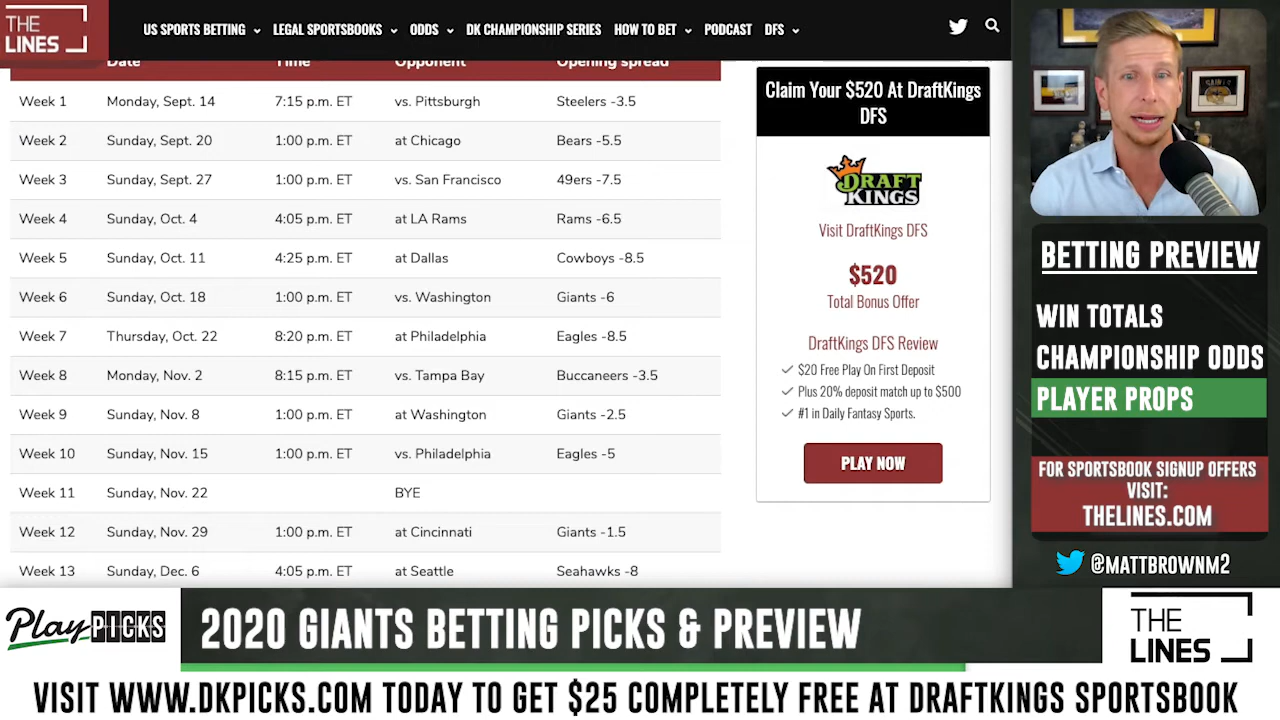 THE
LINES
US SPORTS BETTING LEGAL SPORTSBOOKS ODDS DK CHAMPIONSHIP SERIES HOW TO BET PODCAST DFS
Date Time Opponent Opening spread
Week 1 Monday, Sept. 14 7:15 p.m. ET vs. Pittsburgh Steelers -3.5
Week 2 Sunday, Sept. 20 1:00 p.m. ET at Chicago Bears -5.5
Week 3 Sunday, Sept. 27 1:00 p.m. ET vs. San Francisco 49ers -7.5
Week 4 Sunday, Oct. 4 4:05 p.m. ET at LA Rams Rams -6.5
Week 5 Sunday, Oct. 11 4:25 p.m. ET at Dallas Cowboys -8.5
Week 6 Sunday, Oct. 18 1:00 p.m. ET vs. Washington Giants -6
Week 7 Thursday, Oct. 22 8:20 p.m. ET at Philadelphia Eagles -8.5
Week 8 Monday, Nov. 2 8:15 p.m. ET vs. Tampa Bay Buccaneers -3.5
Week 9 Sunday, Nov. 8 1:00 p.m. ET at Washington Giants -2.5
Week 10 Sunday, Nov. 15 1:00 p.m. ET vs. Philadelphia Eagles -5
Week 11 Sunday, Nov. 22 BYE
Week 12 Sunday, Nov. 29 1:00 p.m. ET at Cincinnati Giants -1.5
Week 13 Sunday, Dec. 6 4:05 p.m. ET at Seattle Seahawks -8
Claim Your $520 At DraftKings
DFS
DRAFT
KINGS
Visit DraftKings DFS
$520
Total Bonus Offer
DraftKings DFS Review
$20 Free Play On First Deposit
Plus 20% deposit match up to $500
#1 in Daily Fantasy Sports.
PLAY NOW
BETTING PREVIEW
WIN TOTALS
CHAMPIONSHIP ODDS
PLAYER PROPS
FOR SPORTSBOOK SIGNUP OFFERS
VISIT:
THELINES.COM
@MATTBROWNM2
Play PICKS
2020 GIANTS BETTING PICKS & PREVIEW
THE
LINES
VISIT WWW.DKPICKS.COM TODAY TO GET $25 COMPLETELY FREE AT DRAFTKINGS SPORTSBOOK